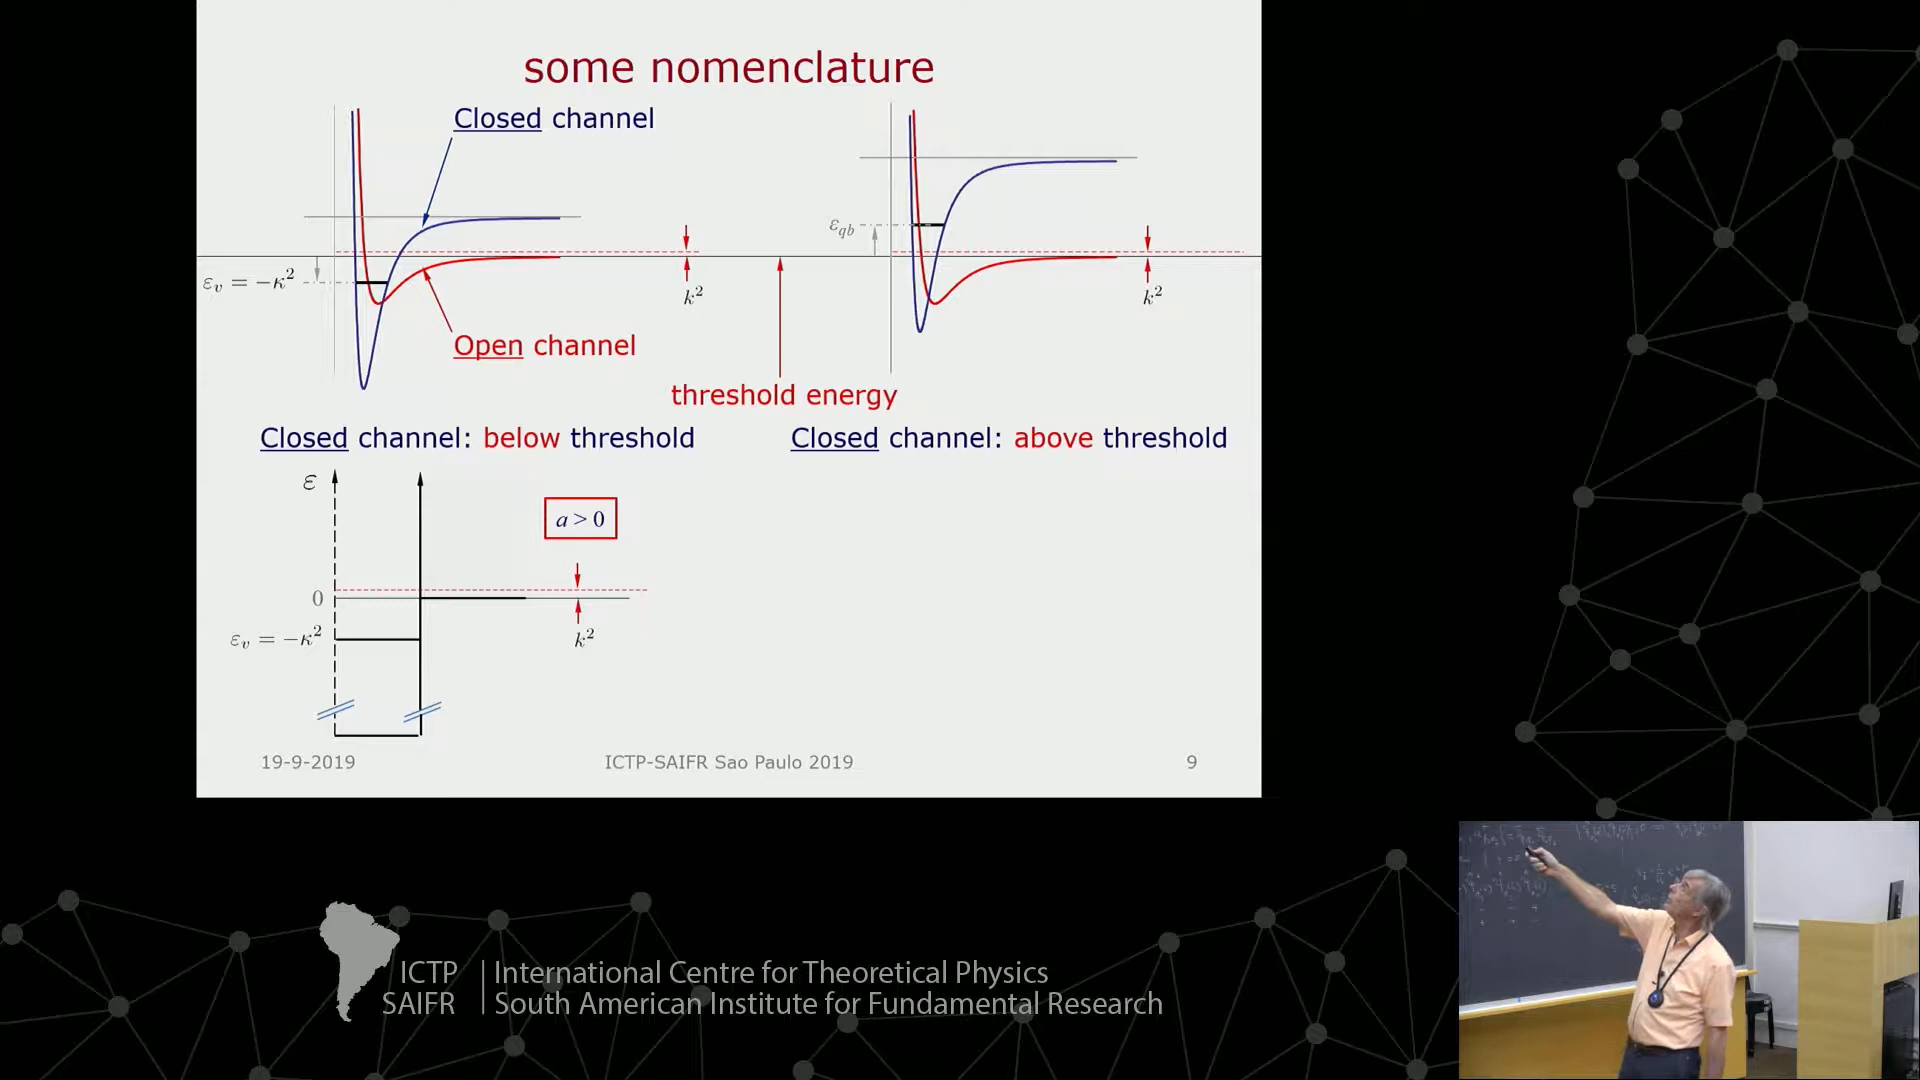 some nomenclature
Closed channel
εqb
εv = −κ²
k²
k²
Open channel
threshold energy
Closed channel: below threshold
Closed channel: above threshold
ε
a > 0
0
εv = −κ²
k²
19-9-2019
ICTP-SAIFR Sao Paulo 2019
9
ICTP
SAIFR
International Centre for Theoretical Physics
South American Institute for Fundamental Research